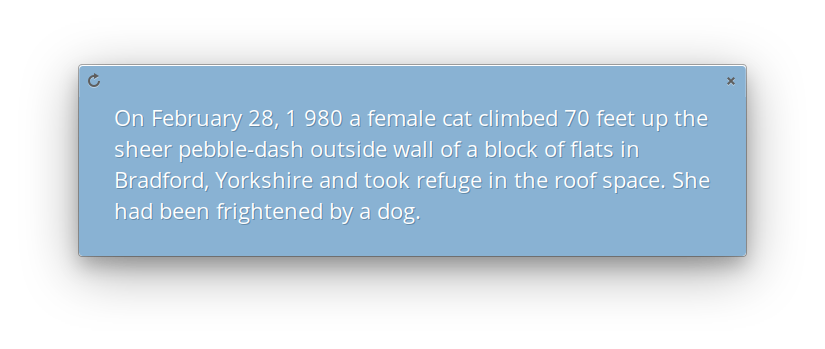 On February 28, 1 980 a female cat climbed 70 feet up the
sheer pebble-dash outside wall of a block of flats in
Bradford, Yorkshire and took refuge in the roof space. She
had been frightened by a dog.